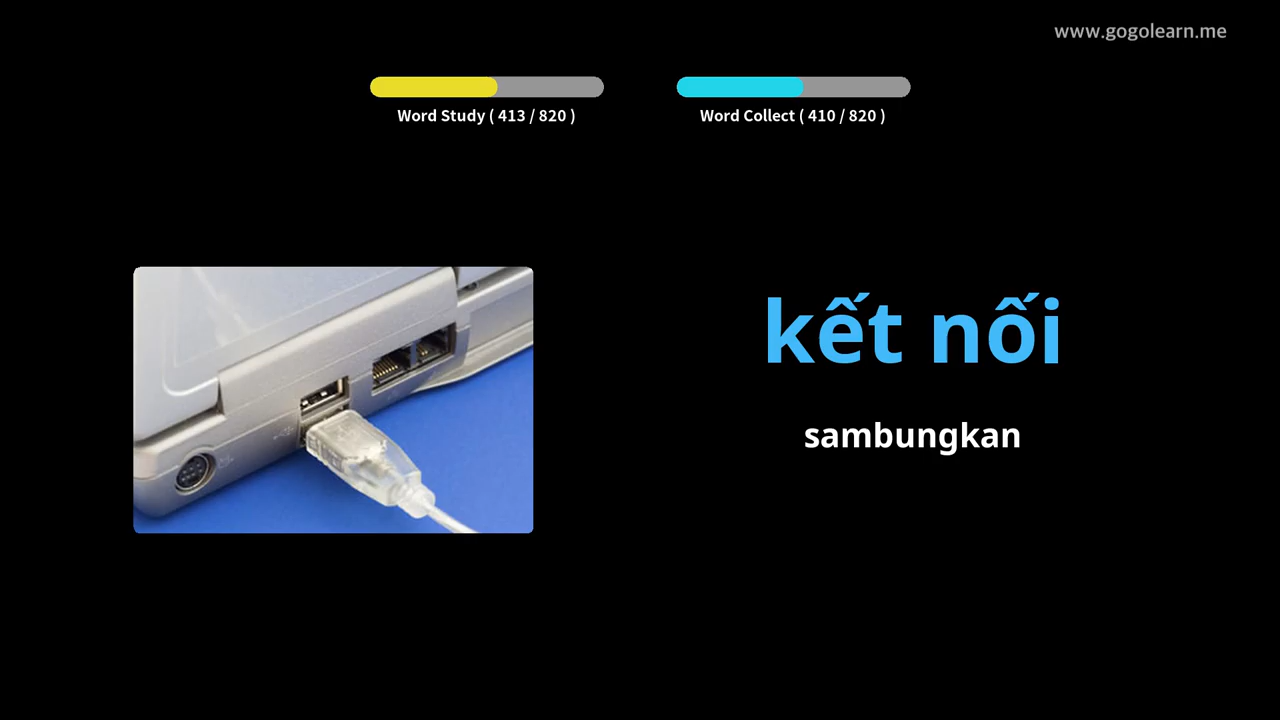 www.gogolearn.me
Word Study ( 413 / 820 )
Word Collect ( 410 / 820 )
kết nối
sambungkan